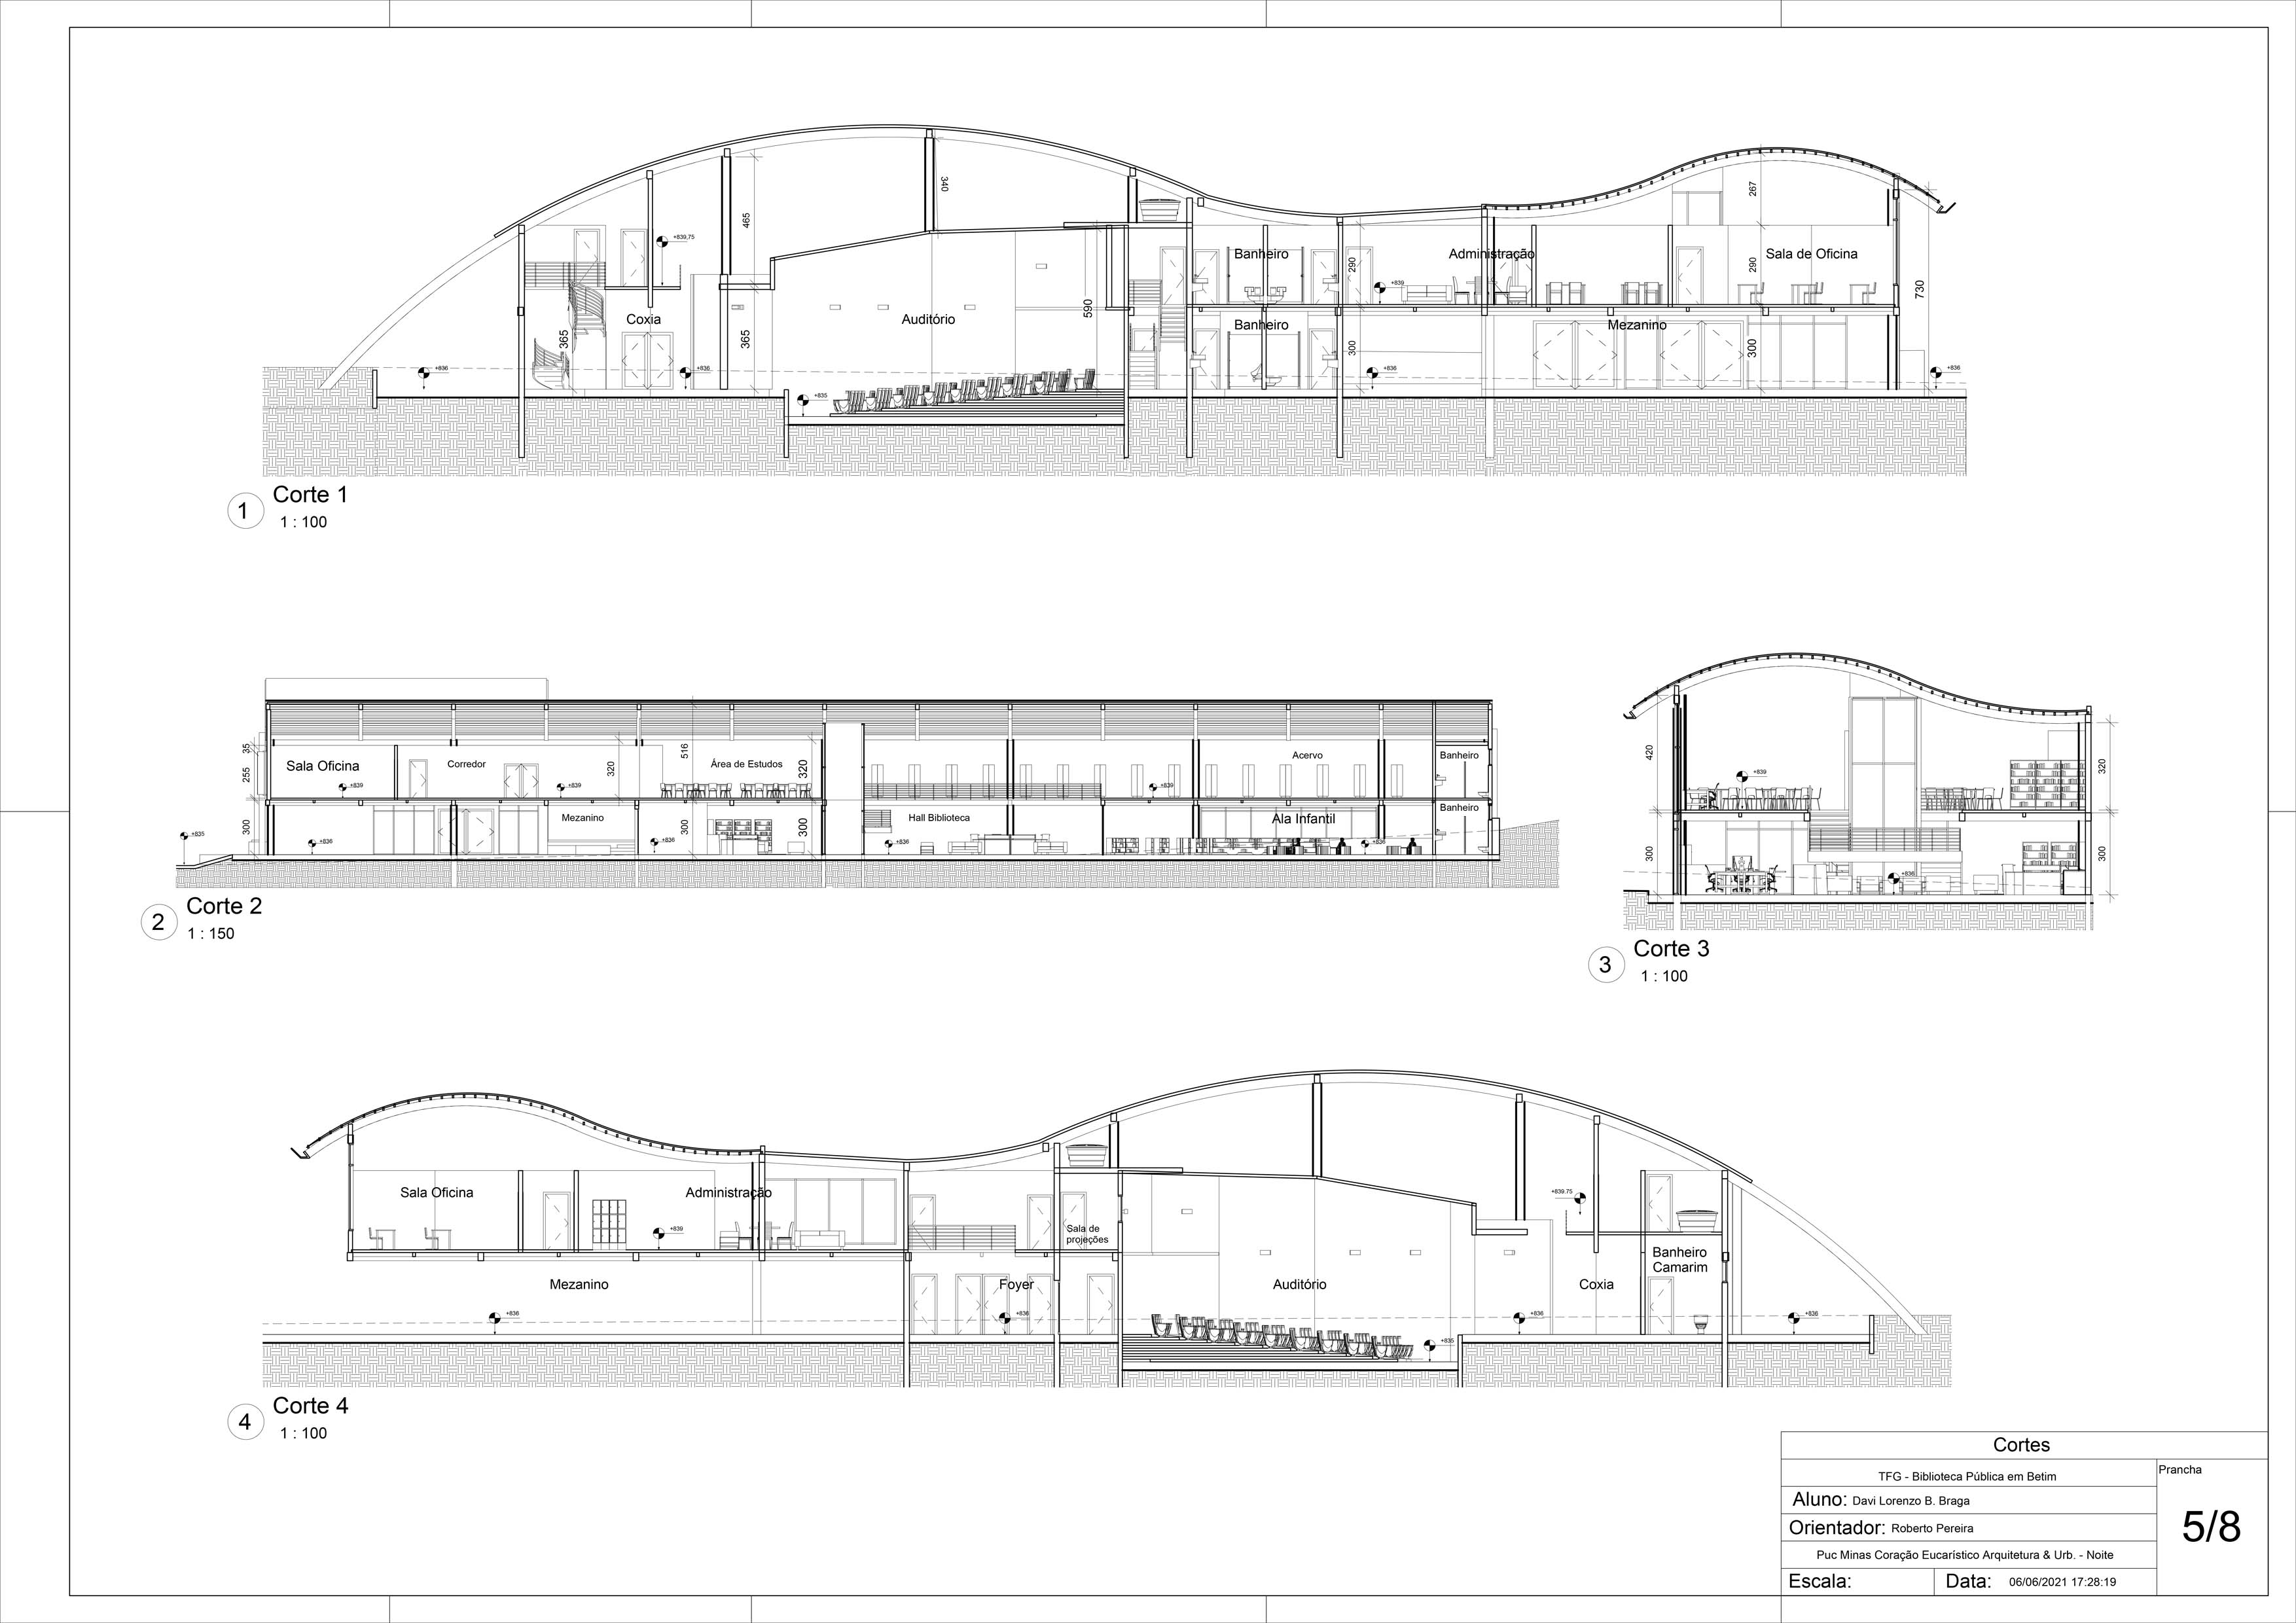 340
465
+839,75
267
Banheiro
Administração
Sala de Oficina
290
290
+839
730
Coxia
Auditório
590
Banheiro
Mezanino
365
365
300
300
+836
+836
+836
+836
+835
1
Corte 1
1 : 100
35
516
Acervo
Banheiro
Sala Oficina
Corredor
320
Área de Estudos
320
255
+839
+839
+839
Banheiro
300
Mezanino
300
300
Hall Biblioteca
Ala Infantil
+835
+836
+836
+836
+836
2
Corte 2
1 : 150
420
+839
320
300
300
+836
3
Corte 3
1 : 100
Sala Oficina
Administração
+839.75
+839
Sala de
projeções
Banheiro
Camarim
Mezanino
Foyer
Auditório
Coxia
+836
+836
+836
+836
+835
4
Corte 4
1 : 100
Cortes
TFG - Biblioteca Pública em Betim
Prancha
Aluno: Davi Lorenzo B. Braga
Orientador: Roberto Pereira
5/8
Puc Minas Coração Eucarístico Arquitetura & Urb. - Noite
Escala:
Data: 06/06/2021 17:28:19